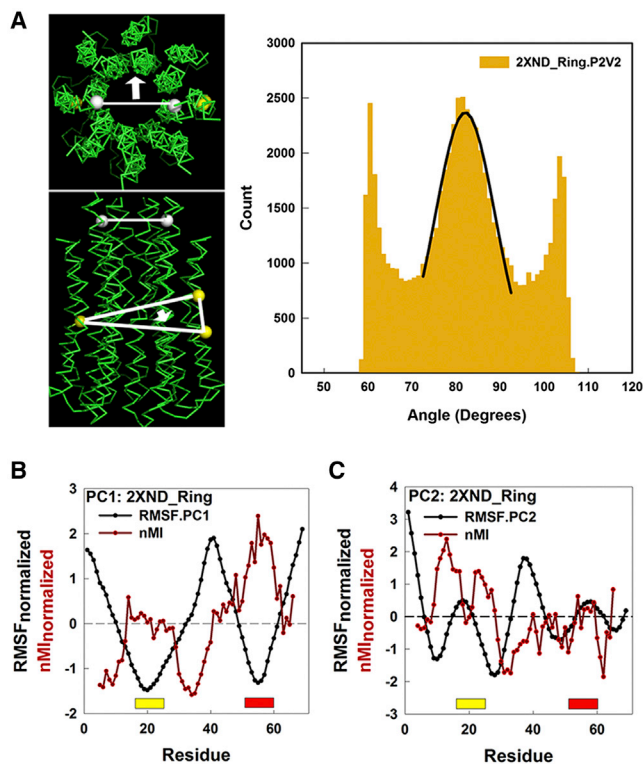 A
2XND_Ring.P2V2
Count
3000
2500
2000
1500
1000
500
0
50 60 70 80 90 100 110 120
Angle (Degrees)
B
PC1: 2XND_Ring
RMSF.PC1
nMI
RMSFnormalized
nMInormalized
3
2
1
0
-1
-2
0 20 40 60
Residue
C
PC2: 2XND_Ring
RMSF.PC2
nMI
RMSFnormalized
nMInormalized
4
3
2
1
0
-1
-2
-3
0 20 40 60
Residue